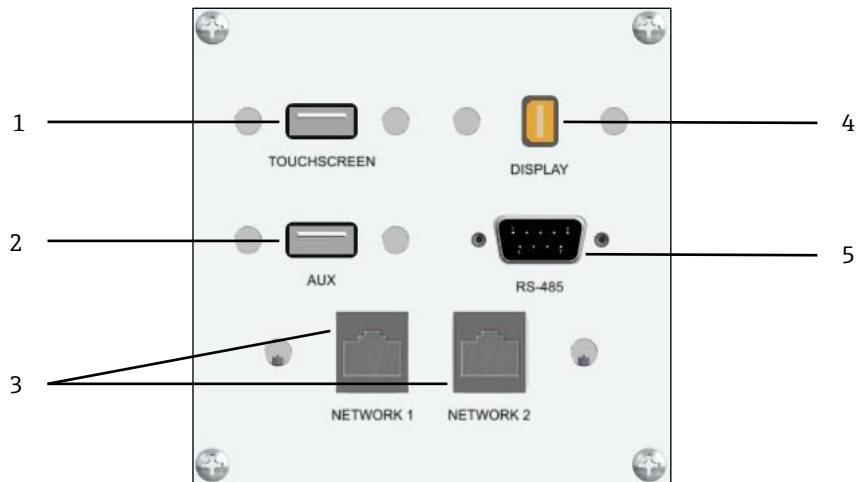 1
4
TOUCHSCREEN
DISPLAY
2
5
AUX
RS-485
3
NETWORK 1
NETWORK 2